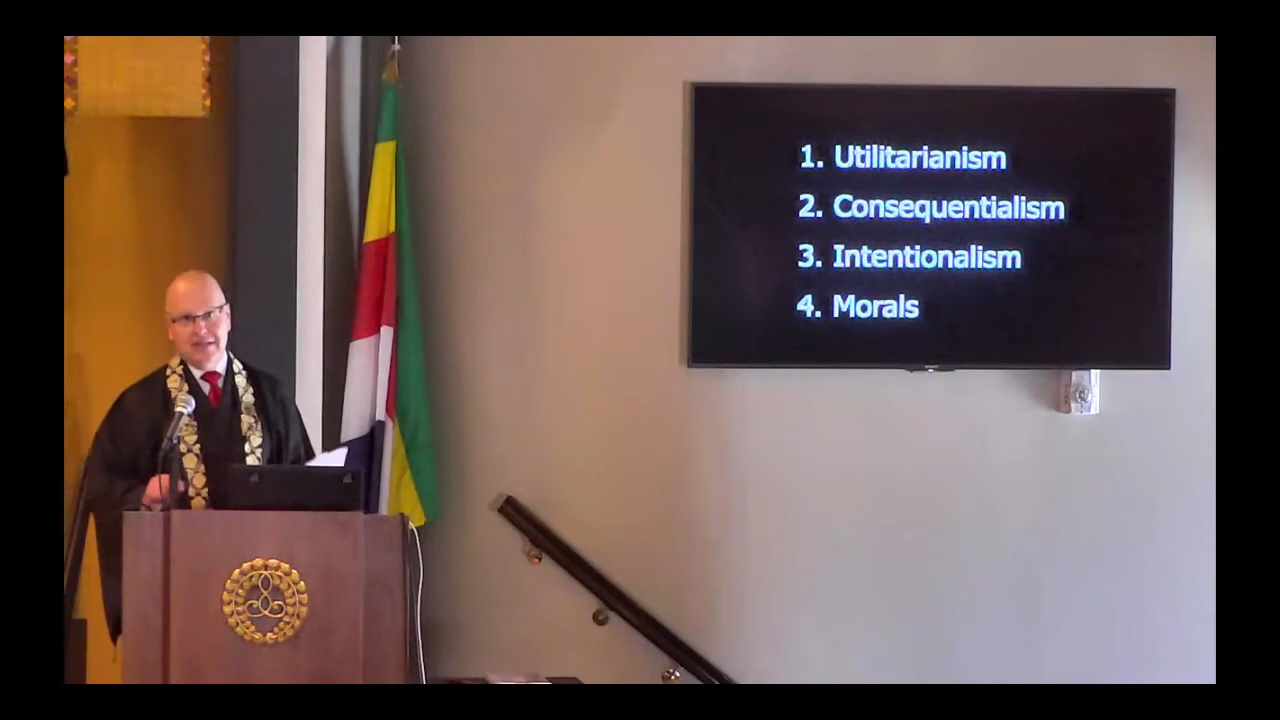 1. Utilitarianism
2. Consequentialism
3. Intentionalism
4. Morals